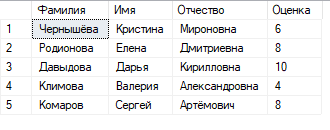 Фамилия Имя Отчество Оценка
1 Чернышёва Кристина Мироновна 6
2 Родионова Елена Дмитриевна 8
3 Давыдова Дарья Кирилловна 10
4 Климова Валерия Александровна 4
5 Комаров Сергей Артёмович 8